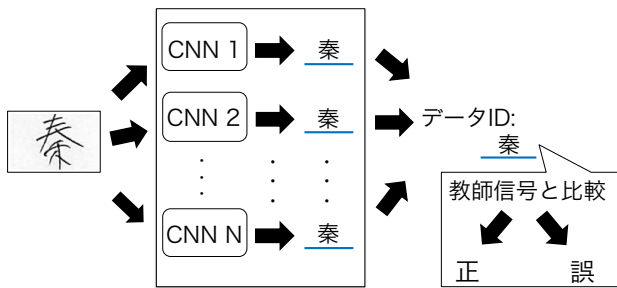 CNN 1 秦
CNN 2 秦
データID:
秦
秦
教師信号と比較
CNN N 秦
正 誤